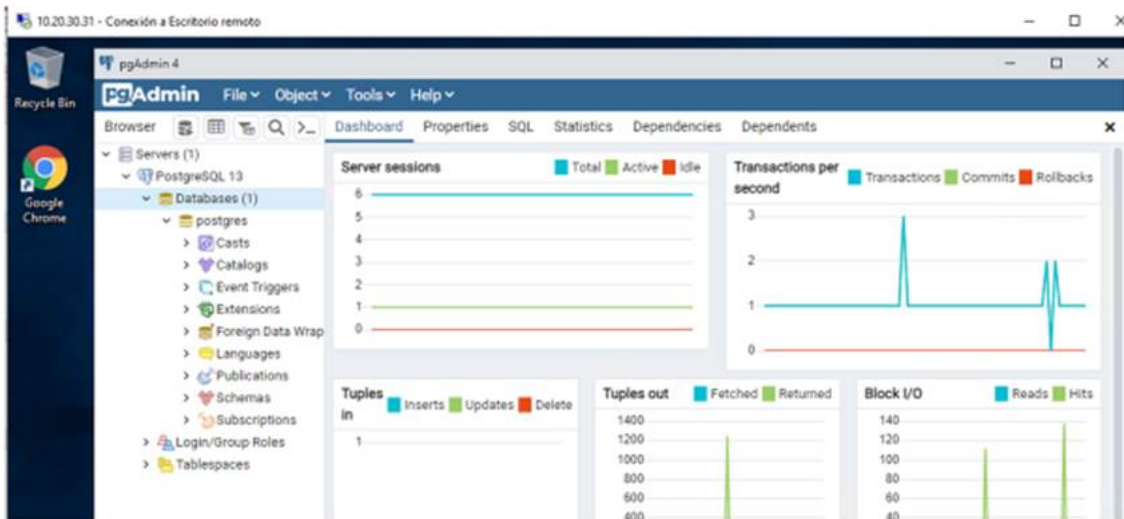 10.20.30.31 - Conexión a Escritorio remoto
Recycle Bin
Google
Chrome
pgAdmin 4
pgAdmin File Object Tools Help
Browser
Dashboard Properties SQL Statistics Dependencies Dependents
Servers (1)
PostgreSQL 13
Databases (1)
postgres
Casts
Catalogs
Event Triggers
Extensions
Foreign Data Wrap
Languages
Publications
Schemas
Subscriptions
Login/Group Roles
Tablespaces
Server sessions
Total Active Idle
6
5
4
3
2
1
0
Transactions per
second
Transactions Commits Rollbacks
3
2
1
0
Tuples
in
Inserts Updates Delete
1
Tuples out
Fetched Returned
1400
1200
1000
800
600
400
Block I/O
Reads Hits
140
120
100
80
60
40